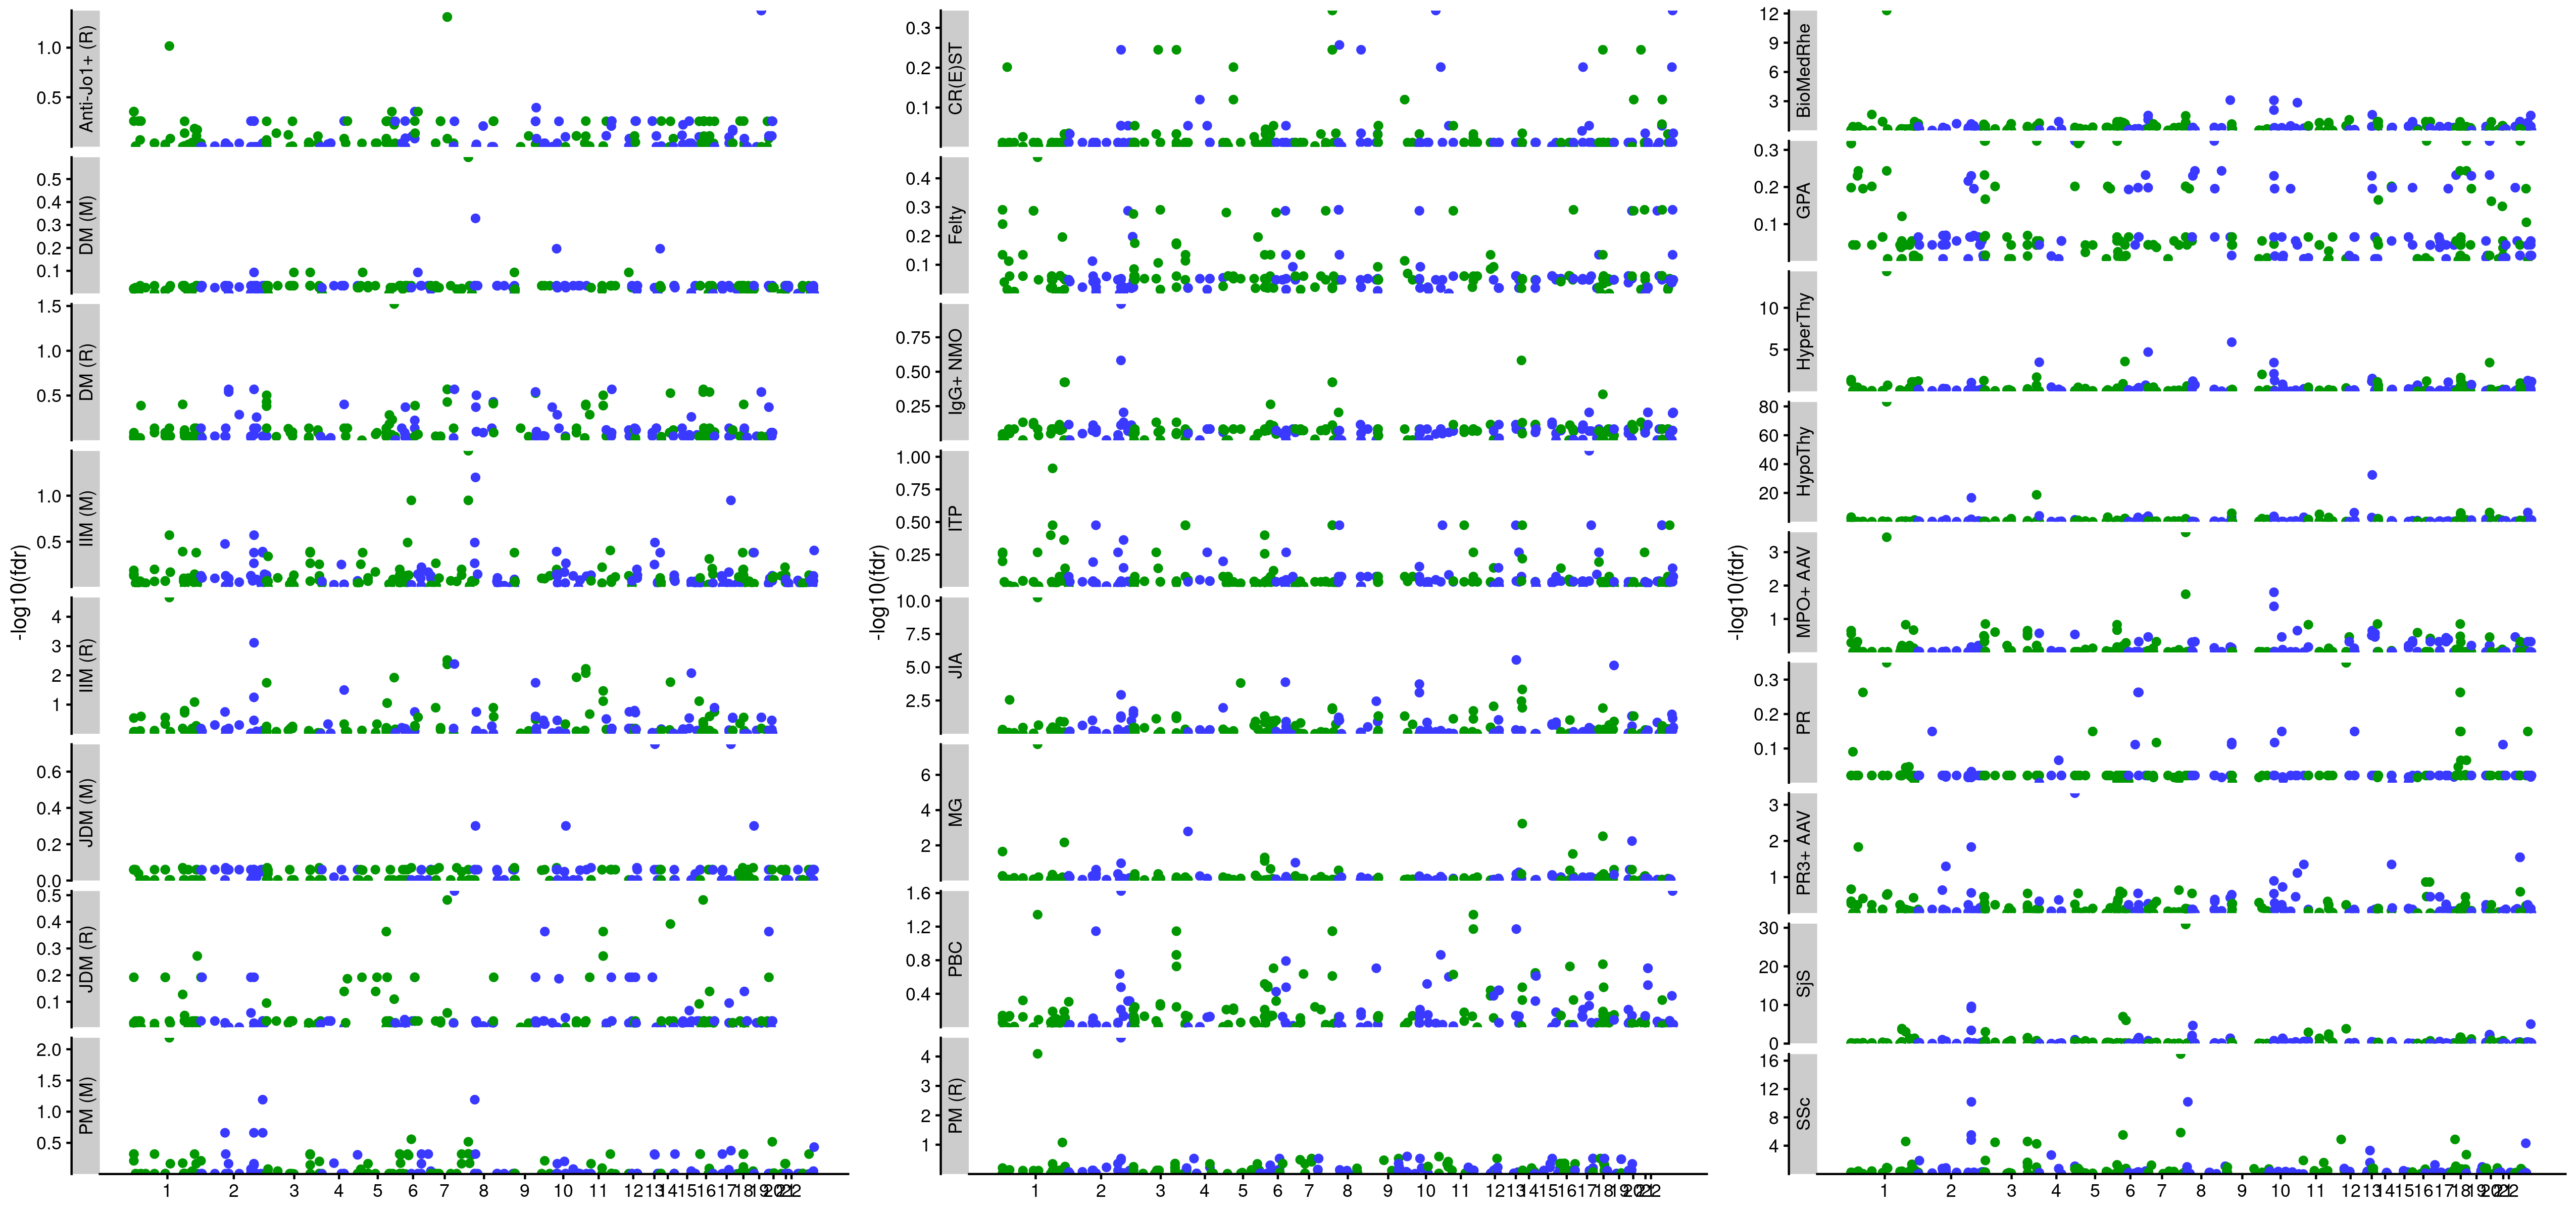 -log10(fdr)
Anti-Jo1+ (R)
1.0
0.5
DM (M)
0.5
0.4
0.3
0.2
0.1
DM (R)
1.5
1.0
0.5
IIM (M)
1.0
0.5
IIM (R)
4
3
2
1
JDM (M)
0.6
0.4
0.2
0.0
JDM (R)
0.5
0.4
0.3
0.2
0.1
PM (M)
2.0
1.5
1.0
0.5
1 2 3 4 5 6 7 8 9 10 11 12 13 14 15 16 17 18 19 20 21 22
-log10(fdr)
CR(E)ST
0.3
0.2
0.1
Felty
0.4
0.3
0.2
0.1
IgG+ NMO
0.75
0.50
0.25
ITP
1.00
0.75
0.50
0.25
JIA
10.0
7.5
5.0
2.5
MG
6
4
2
PBC
1.6
1.2
0.8
0.4
PM (R)
4
3
2
1
1 2 3 4 5 6 7 8 9 10 11 12 13 14 15 16 17 18 19 20 21 22
-log10(fdr)
BioMedRhe
12
9
6
3
GPA
0.3
0.2
0.1
HyperThy
10
5
HypoThy
80
60
40
20
MPO+ AAV
3
2
1
PR
0.3
0.2
0.1
PR3+ AAV
3
2
1
SjS
30
20
10
0
SSc
16
12
8
4
1 2 3 4 5 6 7 8 9 10 11 12 13 14 15 16 17 18 19 20 21 22